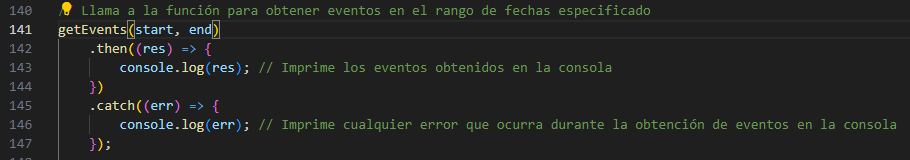 140 // Llama a la función para obtener eventos en el rango de fechas especificado
141 getEvents(start, end)
142 .then((res) => {
143 console.log(res); // Imprime los eventos obtenidos en la consola
144 })
145 .catch((err) => {
146 console.log(err); // Imprime cualquier error que ocurra durante la obtención de eventos en la consola
147 });